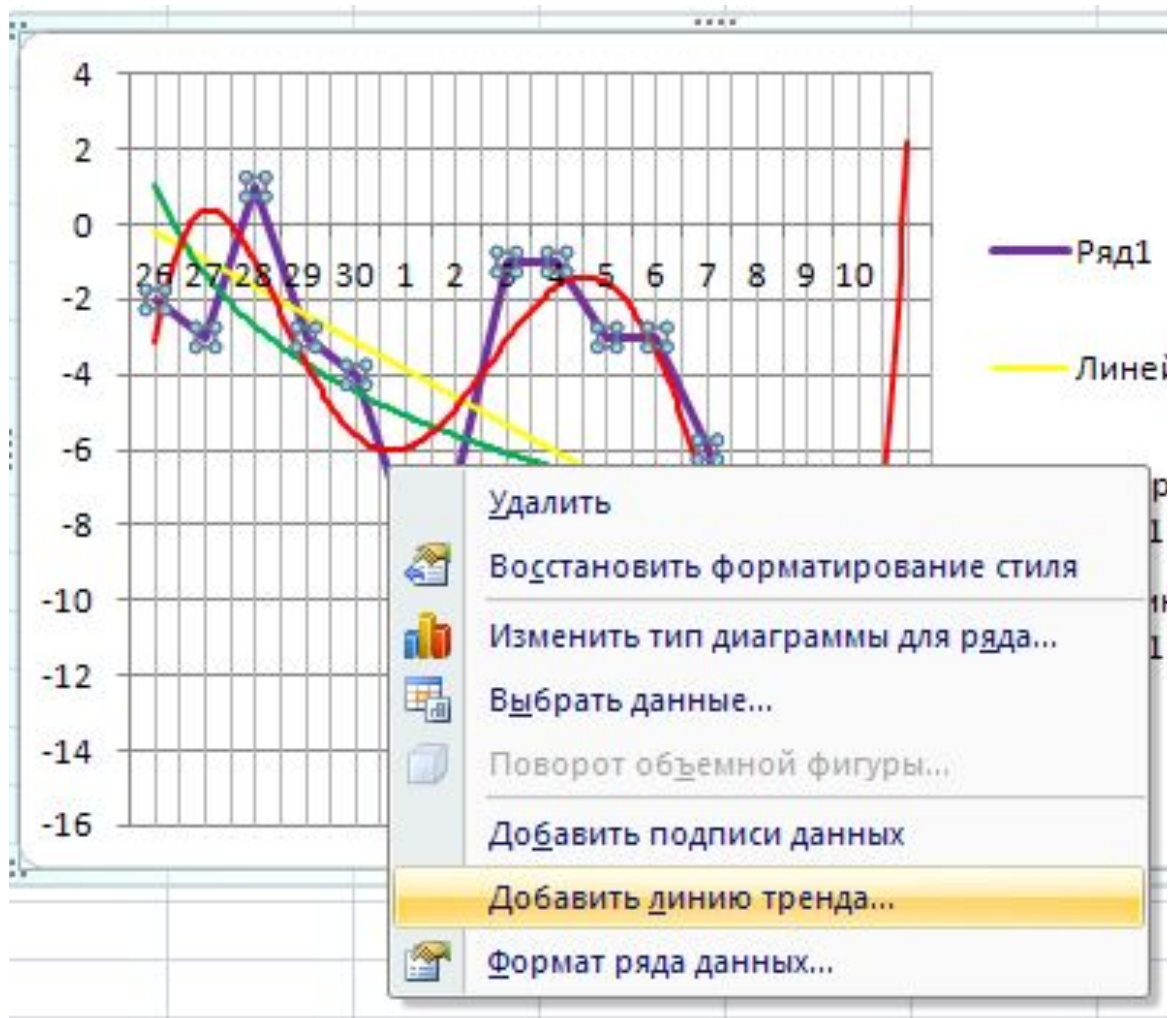 4
2
0
-2
-4
-6
-8
-10
-12
-14
-16
26 27 28 29 30 1 2 3 4 5 6 7 8 9 10
Ряд1
Линей
Удалить
Восстановить форматирование стиля
Изменить тип диаграммы для ряда...
Выбрать данные...
Поворот объемной фигуры...
Добавить подписи данных
Добавить линию тренда...
Формат ряда данных...